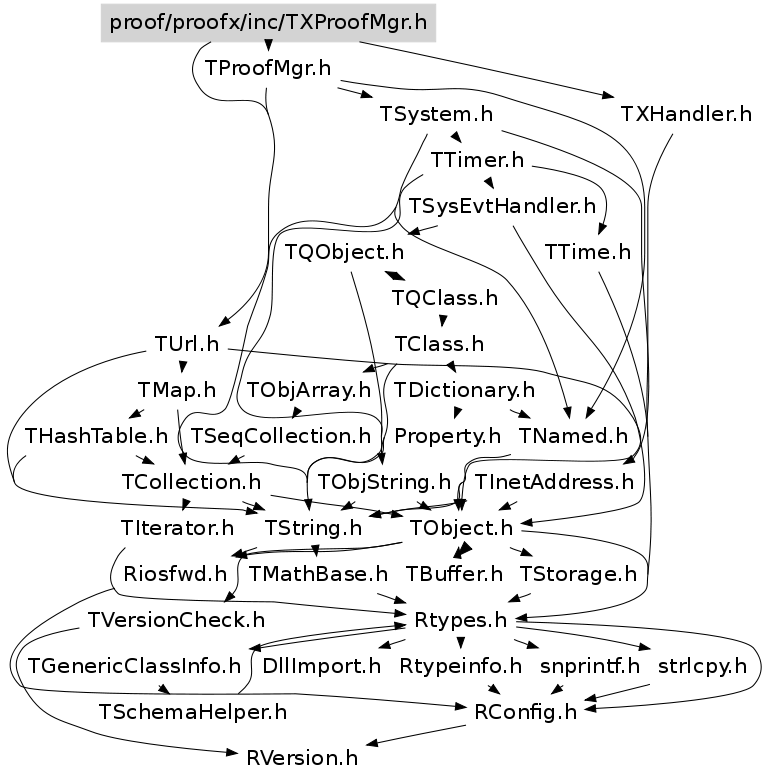 proof/proofx/inc/TXProofMgr.h
TProofMgr.h
TSystem.h
TXHandler.h
TTimer.h
TSysEvtHandler.h
TQObject.h
TTime.h
TQClass.h
TUrl.h
TClass.h
TMap.h
TObjArray.h
TDictionary.h
THashTable.h
TSeqCollection.h
Property.h
TNamed.h
TCollection.h
TObjString.h
TInetAddress.h
TIterator.h
TString.h
TObject.h
Riosfwd.h
TMathBase.h
TBuffer.h
TStorage.h
TVersionCheck.h
Rtypes.h
TGenericClassInfo.h
DllImport.h
Rtypeinfo.h
snprintf.h
strlcpy.h
TSchemaHelper.h
RConfig.h
RVersion.h